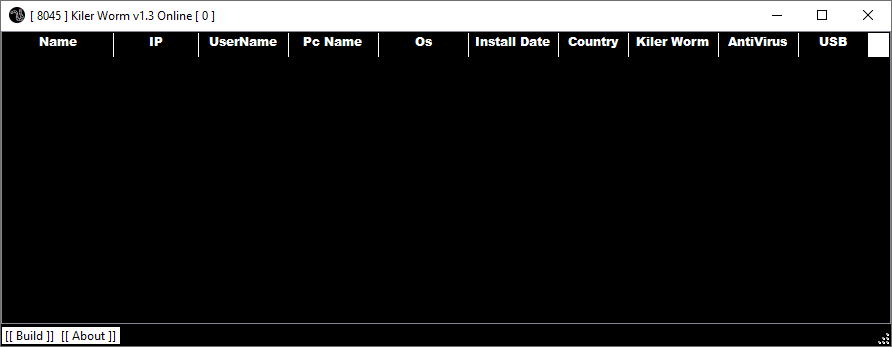 [ 8045 ] Kiler Worm v1.3 Online [ 0 ]
Name IP UserName Pc Name Os Install Date Country Kiler Worm AntiVirus USB
[[ Build ]] [[ About ]]